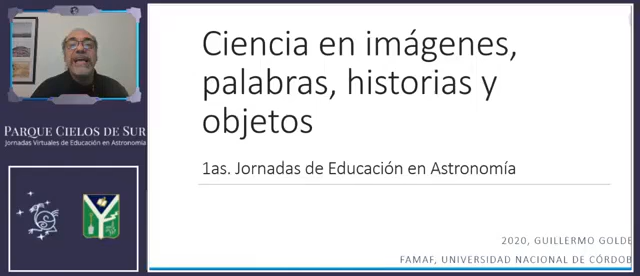 PARQUE CIELOS DE SUR
Jornadas Virtuales de Educación en Astronomía
Ciencia en imágenes,
palabras, historias y
objetos
1as. Jornadas de Educación en Astronomía
2020, GUILLERMO GOLDE
FAMAF, UNIVERSIDAD NACIONAL DE CÓRDOB